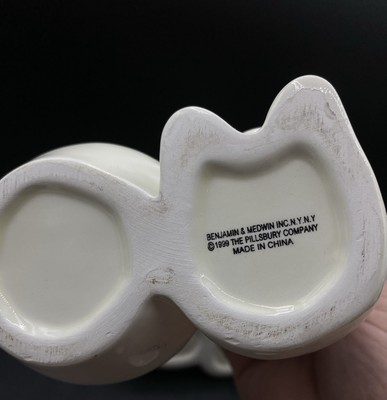 BENJAMIN & MEDWIN INC.N.Y.N.Y
©1999 THE PILLSBURY COMPANY
MADE IN CHINA